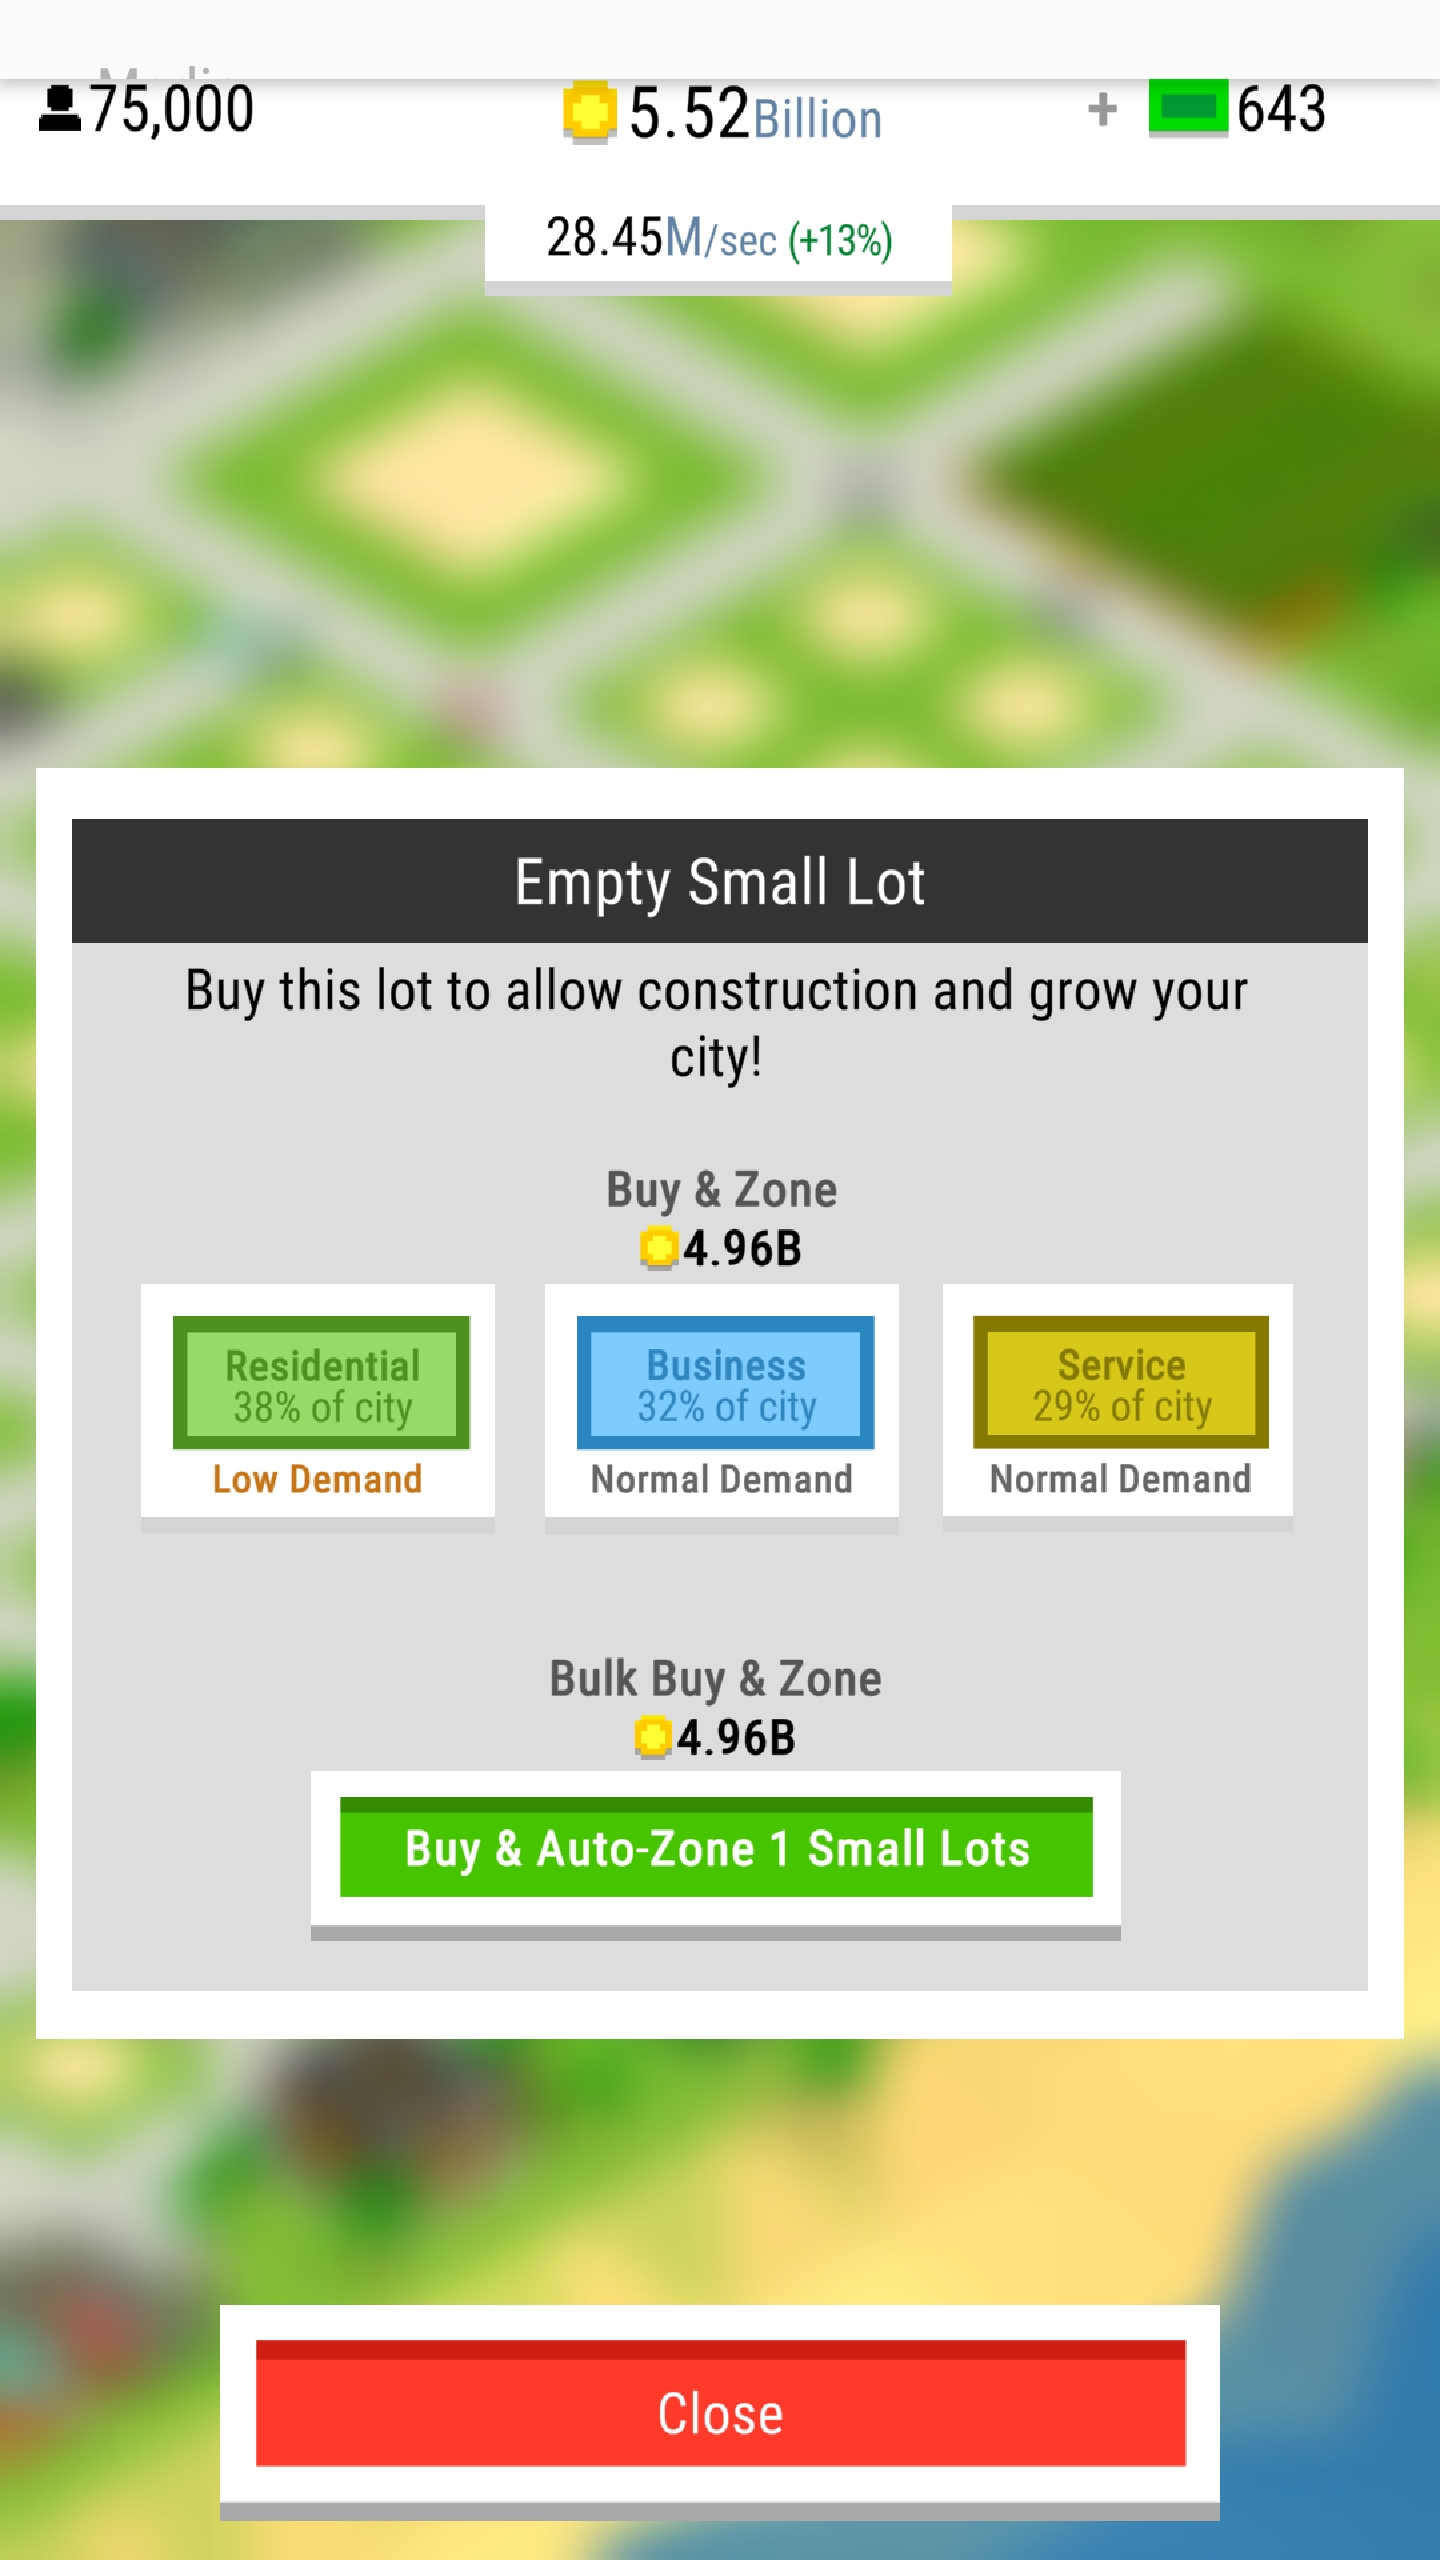 75,000
5.52Billion
+ 643
28.45M/sec (+13%)
Empty Small Lot
Buy this lot to allow construction and grow your
city!
Buy & Zone
4.96B
Residential
38% of city
Low Demand
Business
32% of city
Normal Demand
Service
29% of city
Normal Demand
Bulk Buy & Zone
4.96B
Buy & Auto-Zone 1 Small Lots
Close